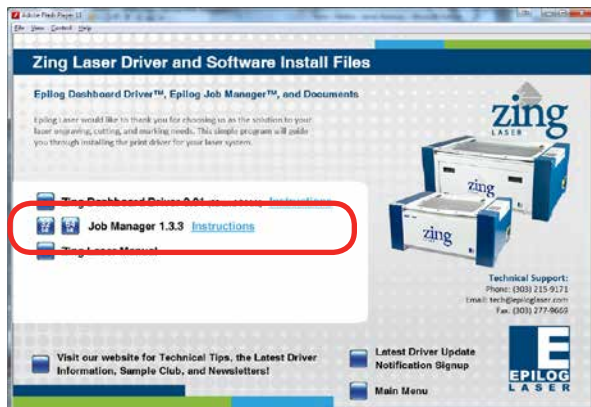 Adobe Flash Player 11
File View Control Help
Zing Laser Driver and Software Install Files
Epilog Dashboard Driver™, Epilog Job Manager™, and Documents
Epilog Laser would like to thank you for choosing us as the solution to your
laser engraving, cutting, and marking needs. This simple program will guide
you through installing the print driver for your laser system.
zing
LASER
zing
zing
Zing Dashboard Driver Instructions
32 64
Job Manager 1.3.3 Instructions
Zing Laser Manual
Technical Support:
Phone: (303) 215-9171
Email: tech@epiloglaser.com
Fax: (303) 277-9669
Visit our website for Technical Tips, the Latest Driver
Information, Sample Club, and Newsletters!
Latest Driver Update
Notification Signup
Main Menu
EPILOG
LASER